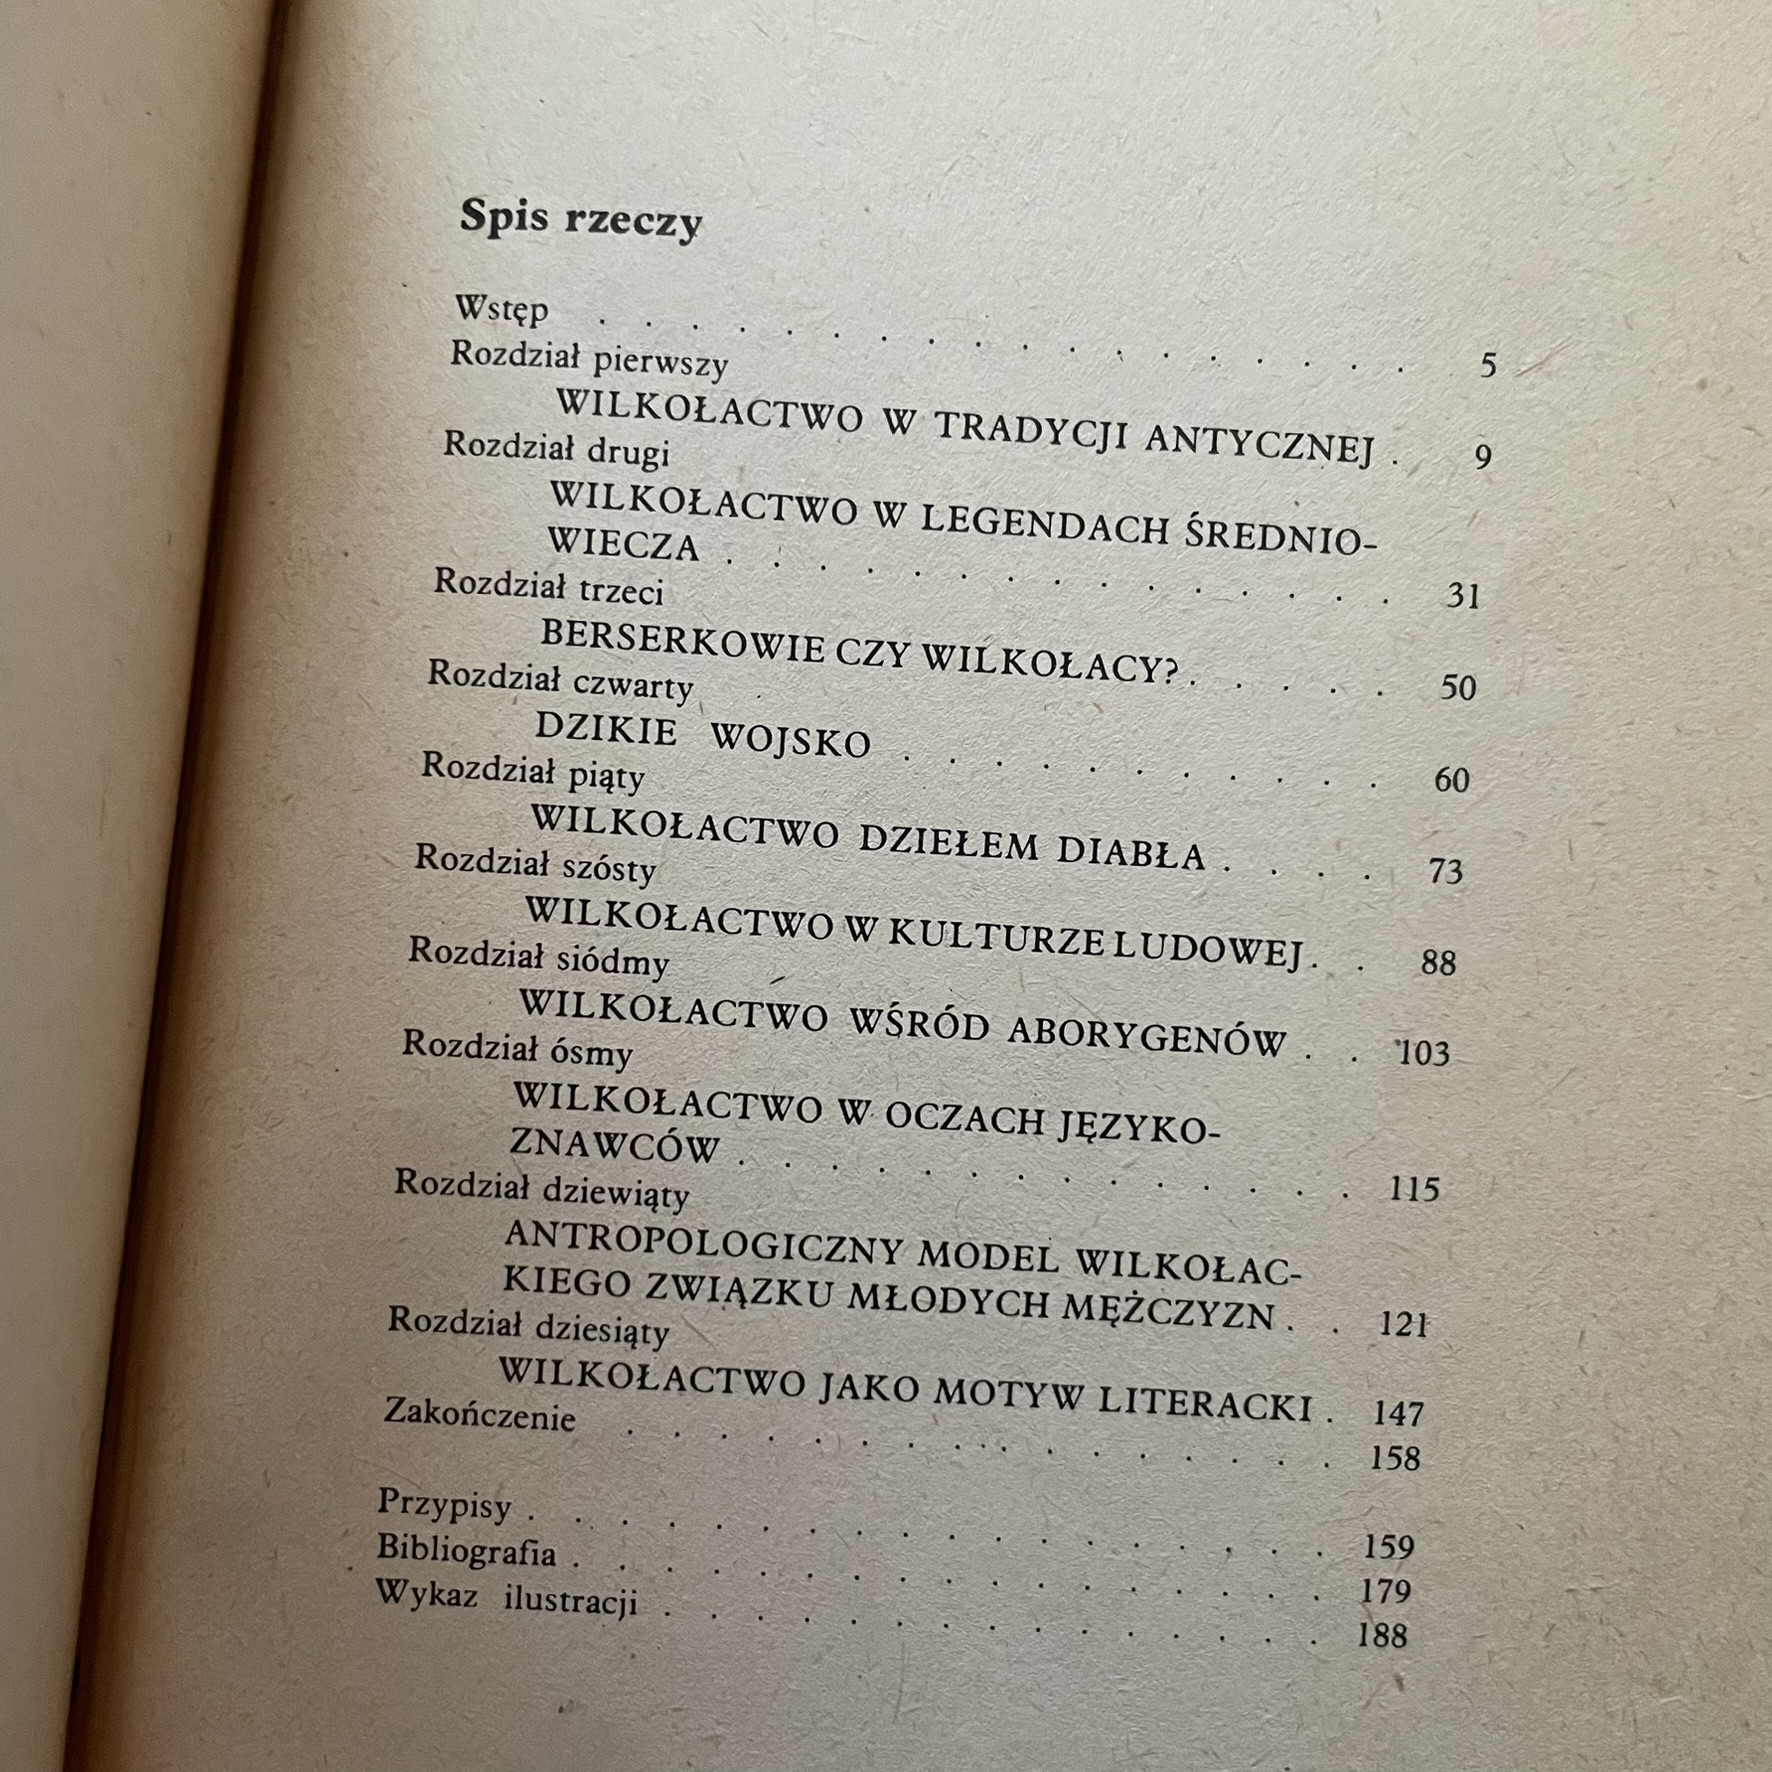 Spis rzeczy
Wstęp . . . . . . . . . . . . . . . . . . 5
Rozdział pierwszy
WILKOŁACTWO W TRADYCJI ANTYCZNEJ . 9
Rozdział drugi
WILKOŁACTWO W LEGENDACH ŚREDNIO-
WIECZA . . . . . . . . . . . . . . . 31
Rozdział trzeci
BERSERKOWIE CZY WILKOŁACY? . . . . . 50
Rozdział czwarty
DZIKIE WOJSKO . . . . . . . . . . . 60
Rozdział piąty
WILKOŁACTWO DZIEŁEM DIABŁA . . . . 73
Rozdział szósty
WILKOŁACTWO W KULTURZE LUDOWEJ . . 88
Rozdział siódmy
WILKOŁACTWO WŚRÓD ABORYGENÓW . . 103
Rozdział ósmy
WILKOŁACTWO W OCZACH JĘZYKO-
ZNAWCÓW . . . . . . . . . . . . . . 115
Rozdział dziewiąty
ANTROPOLOGICZNY MODEL WILKOŁAC-
KIEGO ZWIĄZKU MŁODYCH MĘŻCZYZN . . 121
Rozdział dziesiąty
WILKOŁACTWO JAKO MOTYW LITERACKI . 147
Zakończenie . . . . . . . . . . . . . . . . 158
Przypisy . . . . . . . . . . . . . . . . . . 159
Bibliografia . . . . . . . . . . . . . . . . . 179
Wykaz ilustracji . . . . . . . . . . . . . . . 188